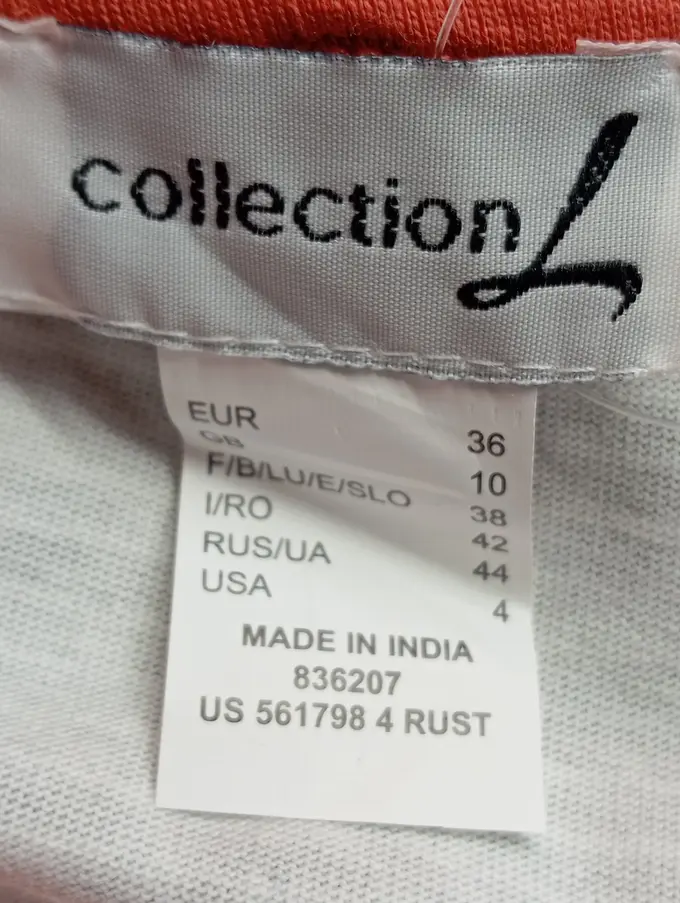 collection L
EUR 36
GB 10
F/B/LU/E/SLO 38
I/RO 42
RUS/UA 44
USA 4
MADE IN INDIA
836207
US 561798 4 RUST